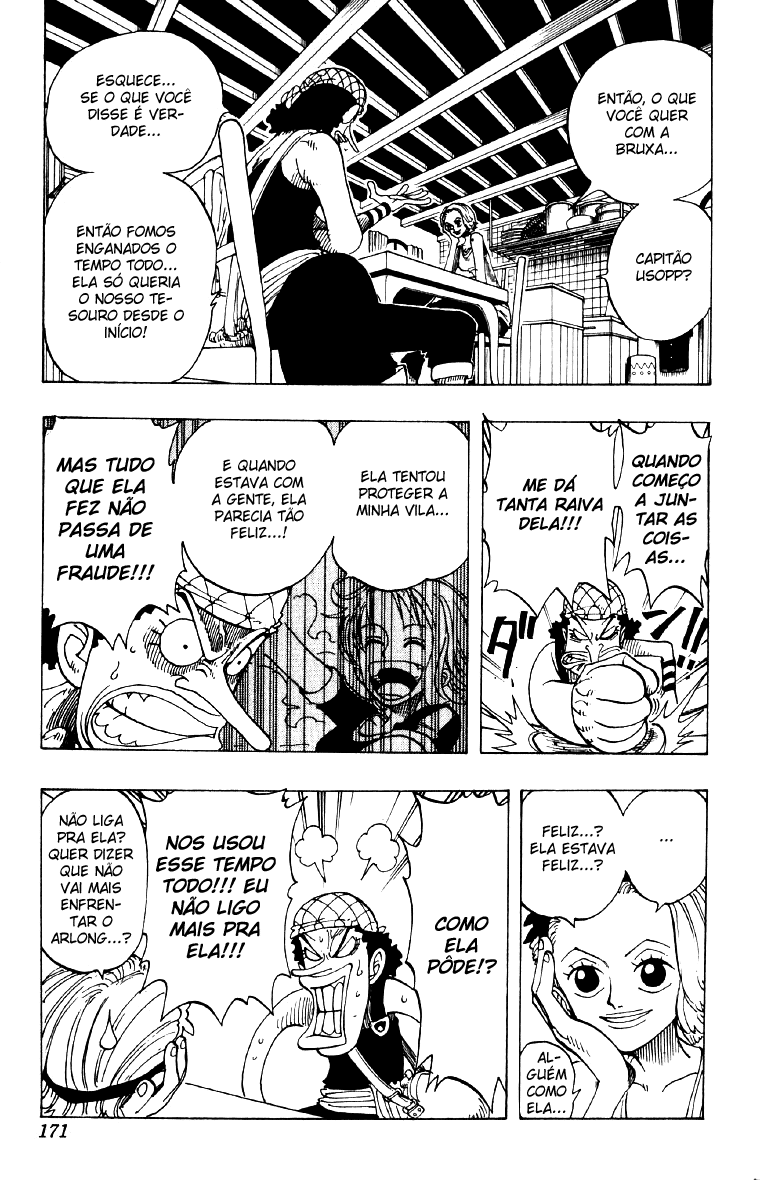 ENTÃO, O QUE
VOCÊ QUER
COM A
BRUXA...
CAPITÃO
USOPP?
ESQUECE...
SE O QUE VOCÊ
DISSE É VER-
DADE...
ENTÃO FOMOS
ENGANADOS O
TEMPO TODO...
ELA SÓ QUERIA
O NOSSO TE-
SOURO DESDE O
INÍCIO!
QUANDO
COMEÇO
A JUN-
TAR AS
COIS-
AS...
ME DÁ
TANTA RAIVA
DELA!!!
ダン!!
ELA TENTOU
PROTEGER A
MINHA VILA...
E QUANDO
ESTAVA COM
A GENTE, ELA
PARECIA TÃO
FELIZ...!
MAS TUDO
QUE ELA
FEZ NÃO
PASSA DE
UMA
FRAUDE!!!
...
FELIZ...?
ELA ESTAVA
FELIZ...?
AL-
GUÉM
COMO
ELA...
COMO
ELA
PÔDE!?
NOS USOU
ESSE TEMPO
TODO!!! EU
NÃO LIGO
MAIS PRA
ELA!!!
NÃO LIGA
PRA ELA?
QUER DIZER
QUE NÃO
VAI MAIS
ENFREN-
TAR O
ARLONG...?
171